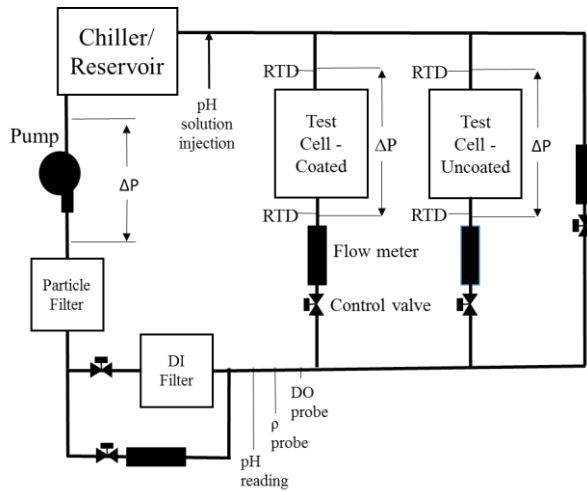 Chiller/
Reservoir
pH
solution
injection
Pump
ΔP
RTD
Test
Cell -
Coated
ΔP
RTD
RTD
Test
Cell -
Uncoated
ΔP
RTD
Flow meter
Control valve
Particle
Filter
DI
Filter
DO
probe
ρ
probe
pH
reading